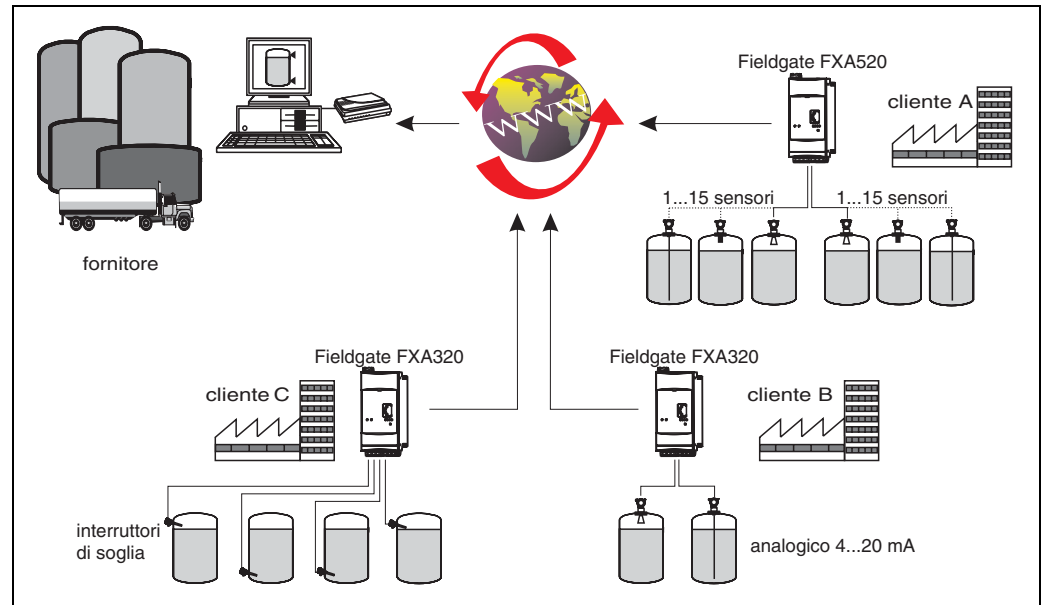 Fieldgate FXA520
cliente A
WWW
1...15 sensori
1...15 sensori
fornitore
Fieldgate FXA320
Fieldgate FXA320
cliente C
cliente B
interruttori
di soglia
analogico 4...20 mA